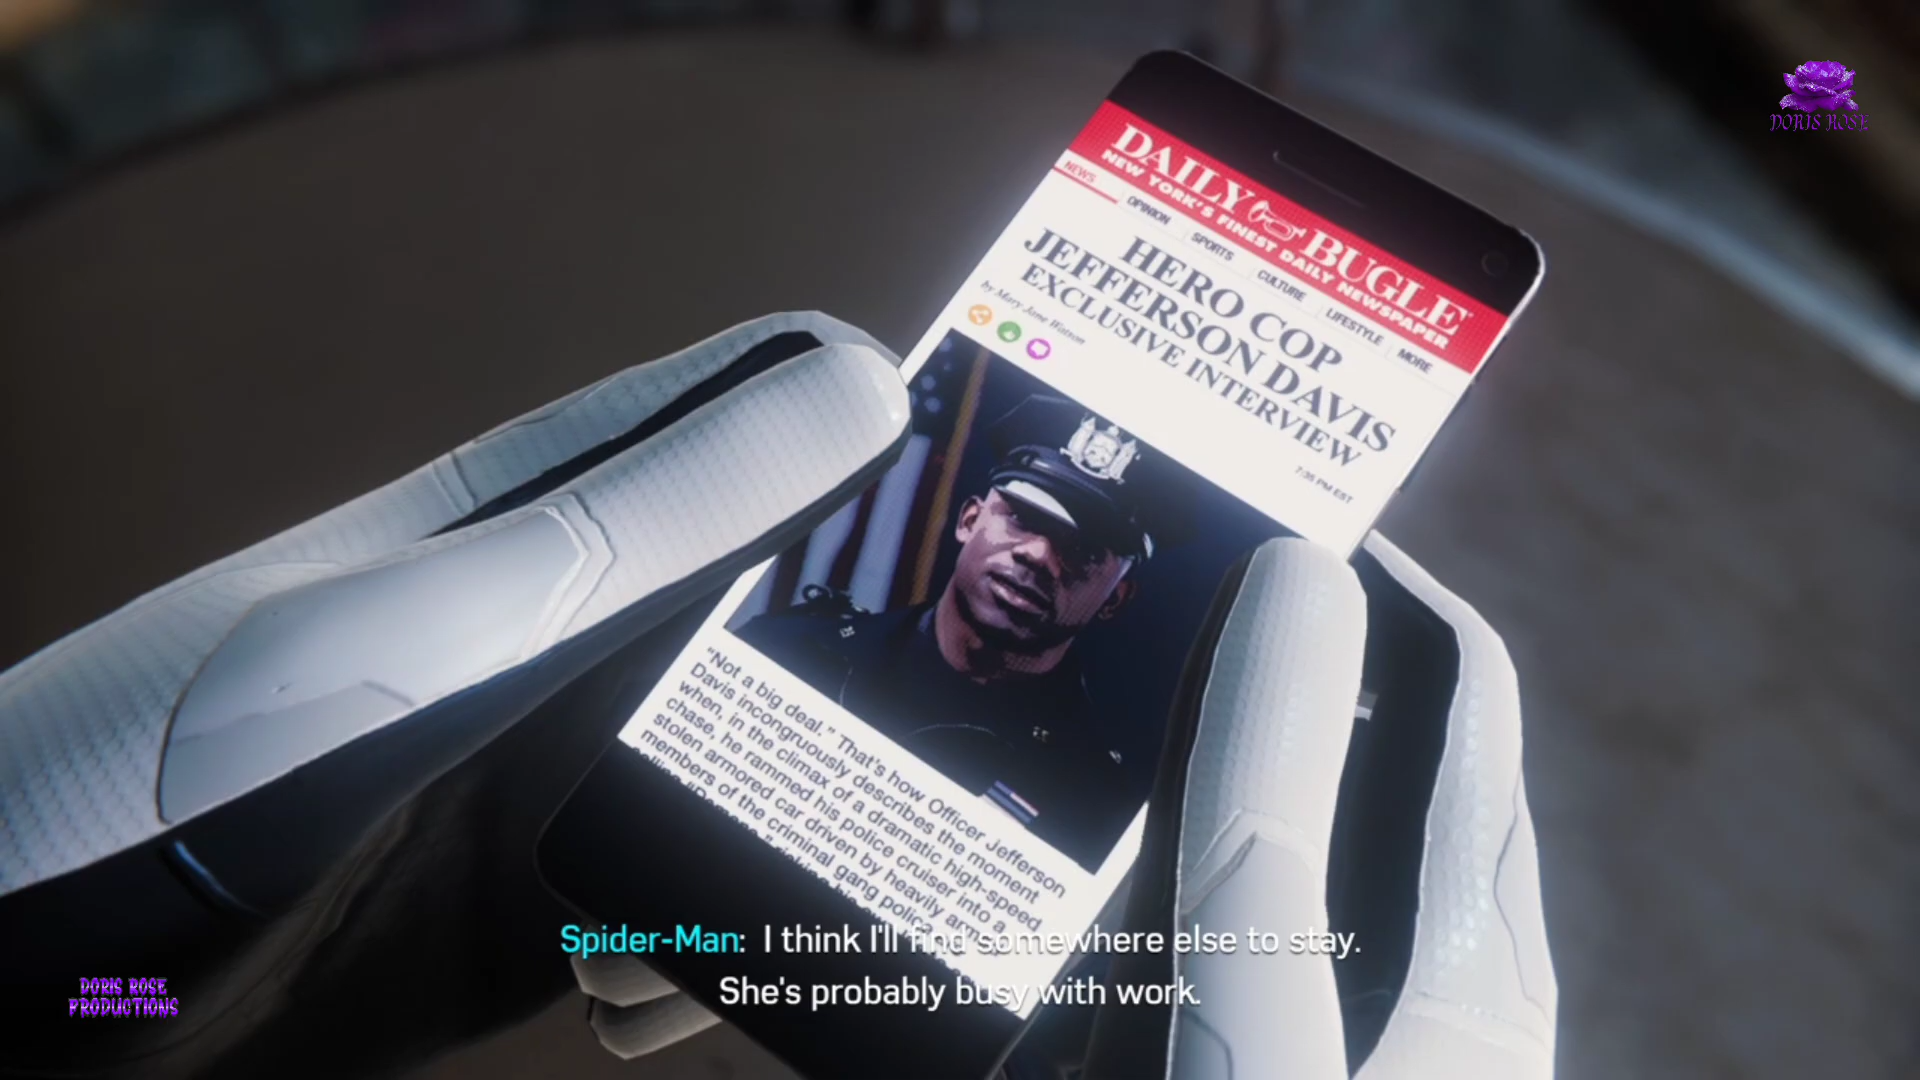 DORIS ROSE
DAILY BUGLE
NEW YORK'S FINEST DAILY NEWSPAPER
NEWS
OPINION
SPORTS
CULTURE
LIFESTYLE
MORE
HERO COP
JEFFERSON DAVIS
EXCLUSIVE INTERVIEW
by Mary Jane Watson
7:35 PM EST
"Not a big deal." That's how Officer Jefferson
Davis incongruously describes the moment
when, in the climax of a dramatic high-speed
chase, he rammed his police cruiser into a
stolen armored car driven by heavily
members of the criminal gang
Spider-Man: I think I'll find somewhere else to stay.
She's probably busy with work.
DORIS ROSE
PRODUCTIONS